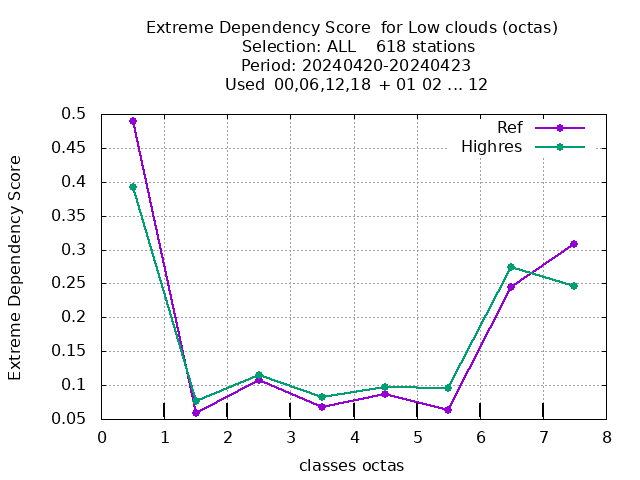 Extreme Dependency Score  for Low clouds (octas)
Selection: ALL    618 stations
Period: 20240420-20240423
Used  00,06,12,18 + 01 02 ... 12
Ref
Highres
Extreme Dependency Score
0.5
0.45
0.4
0.35
0.3
0.25
0.2
0.15
0.1
0.05
0 1 2 3 4 5 6 7 8
classes octas